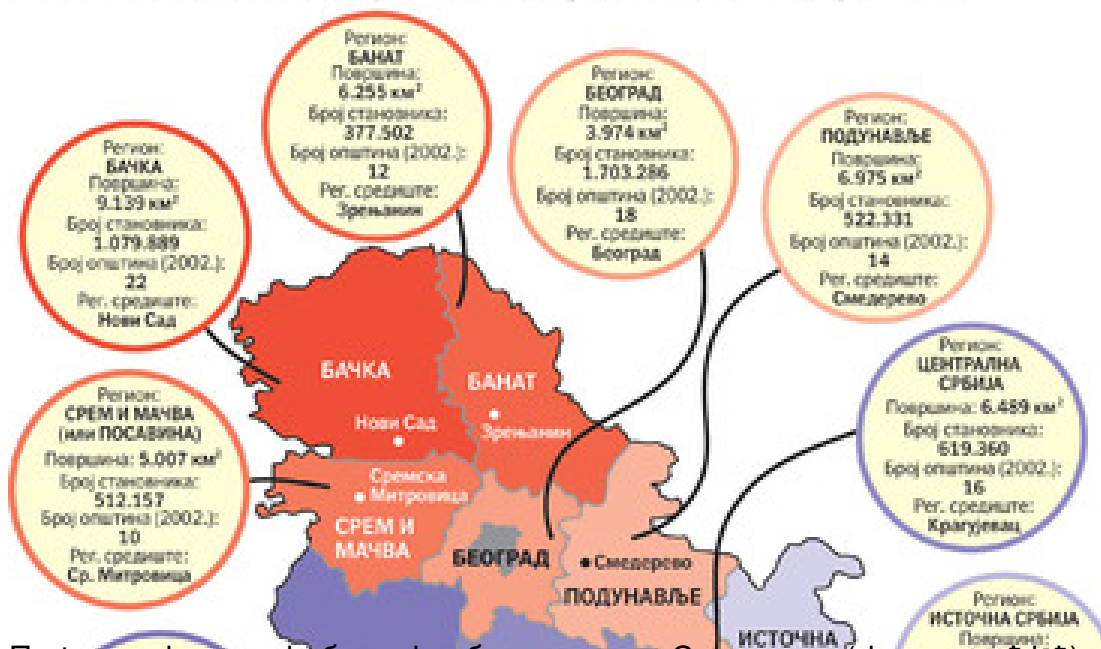 Регион:
БАНАТ
Површина:
6.255 км²
Број становника:
377.502
Број општина (2002.):
12
Рег. средиште:
Зрењанин
Регион:
БЕОГРАД
Површина:
3.974 км²
Број становника:
1.703.286
Број општина (2002.):
18
Рег. средиште:
Београд
Регион:
ПОДУНАВЉЕ
Површина:
6.975 км²
Број становника:
522.331
Број општина (2002.):
14
Рег. средиште:
Смедерево
Регион:
БАЧКА
Површина:
9.139 км²
Број становника:
1.079.889
Број општина (2002.):
22
Рег. средиште:
Нови Сад
Регион:
ЦЕНТРАЛНА
СРБИЈА
Површина: 6.489 км²
Број становника:
619.360
Број општина (2002.):
16
Рег. средиште:
Крагујевац
Регион:
СРЕМ И МАЧВА
(или ПОСАВИНА)
Површина: 5.007 км²
Број становника:
512.157
Број општина (2002.):
10
Рег. средиште:
Ср. Митровица
БАЧКА
Нови Сад
БАНАТ
Зрењанин
Сремска
Митровица
СРЕМ И
МАЧВА
БЕОГРАД
Смедерево
ПОДУНАВЉЕ
ИСТОЧНА
Регион:
ИСТОЧНА СРБИЈА
Површина: